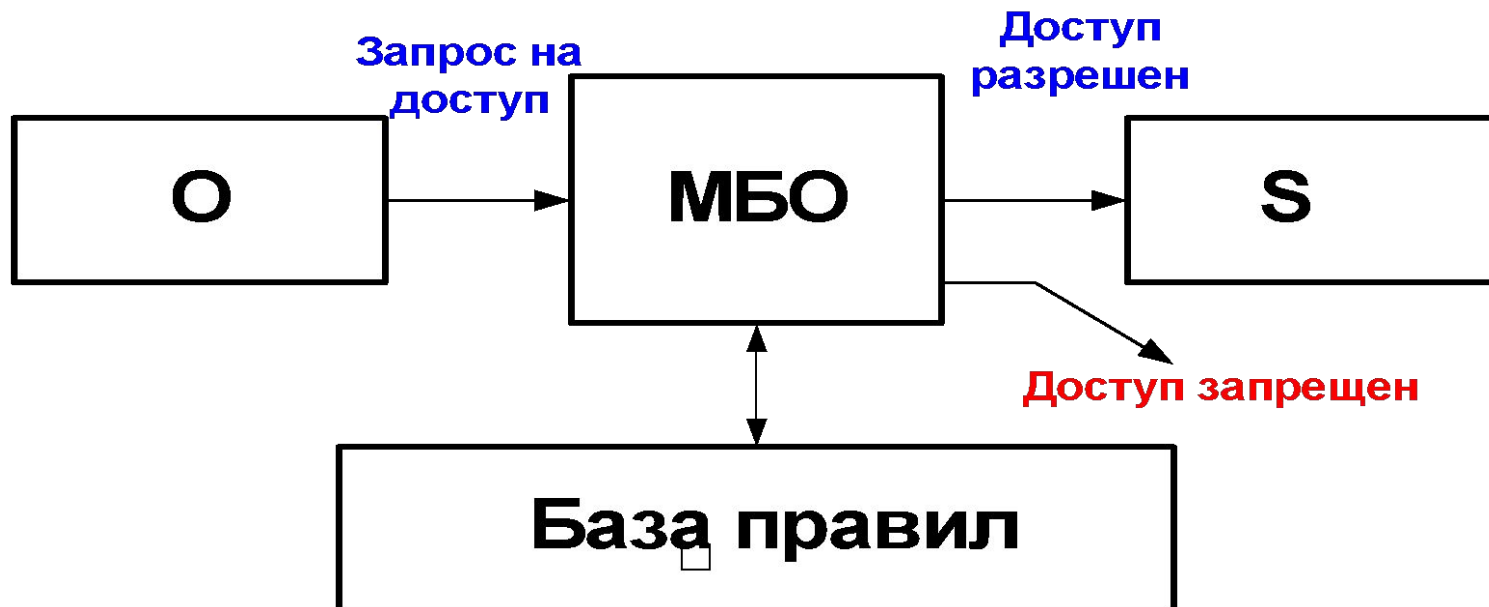 Запрос на
доступ
Доступ
разрешен
О
МБО
S
Доступ запрещен
База правил